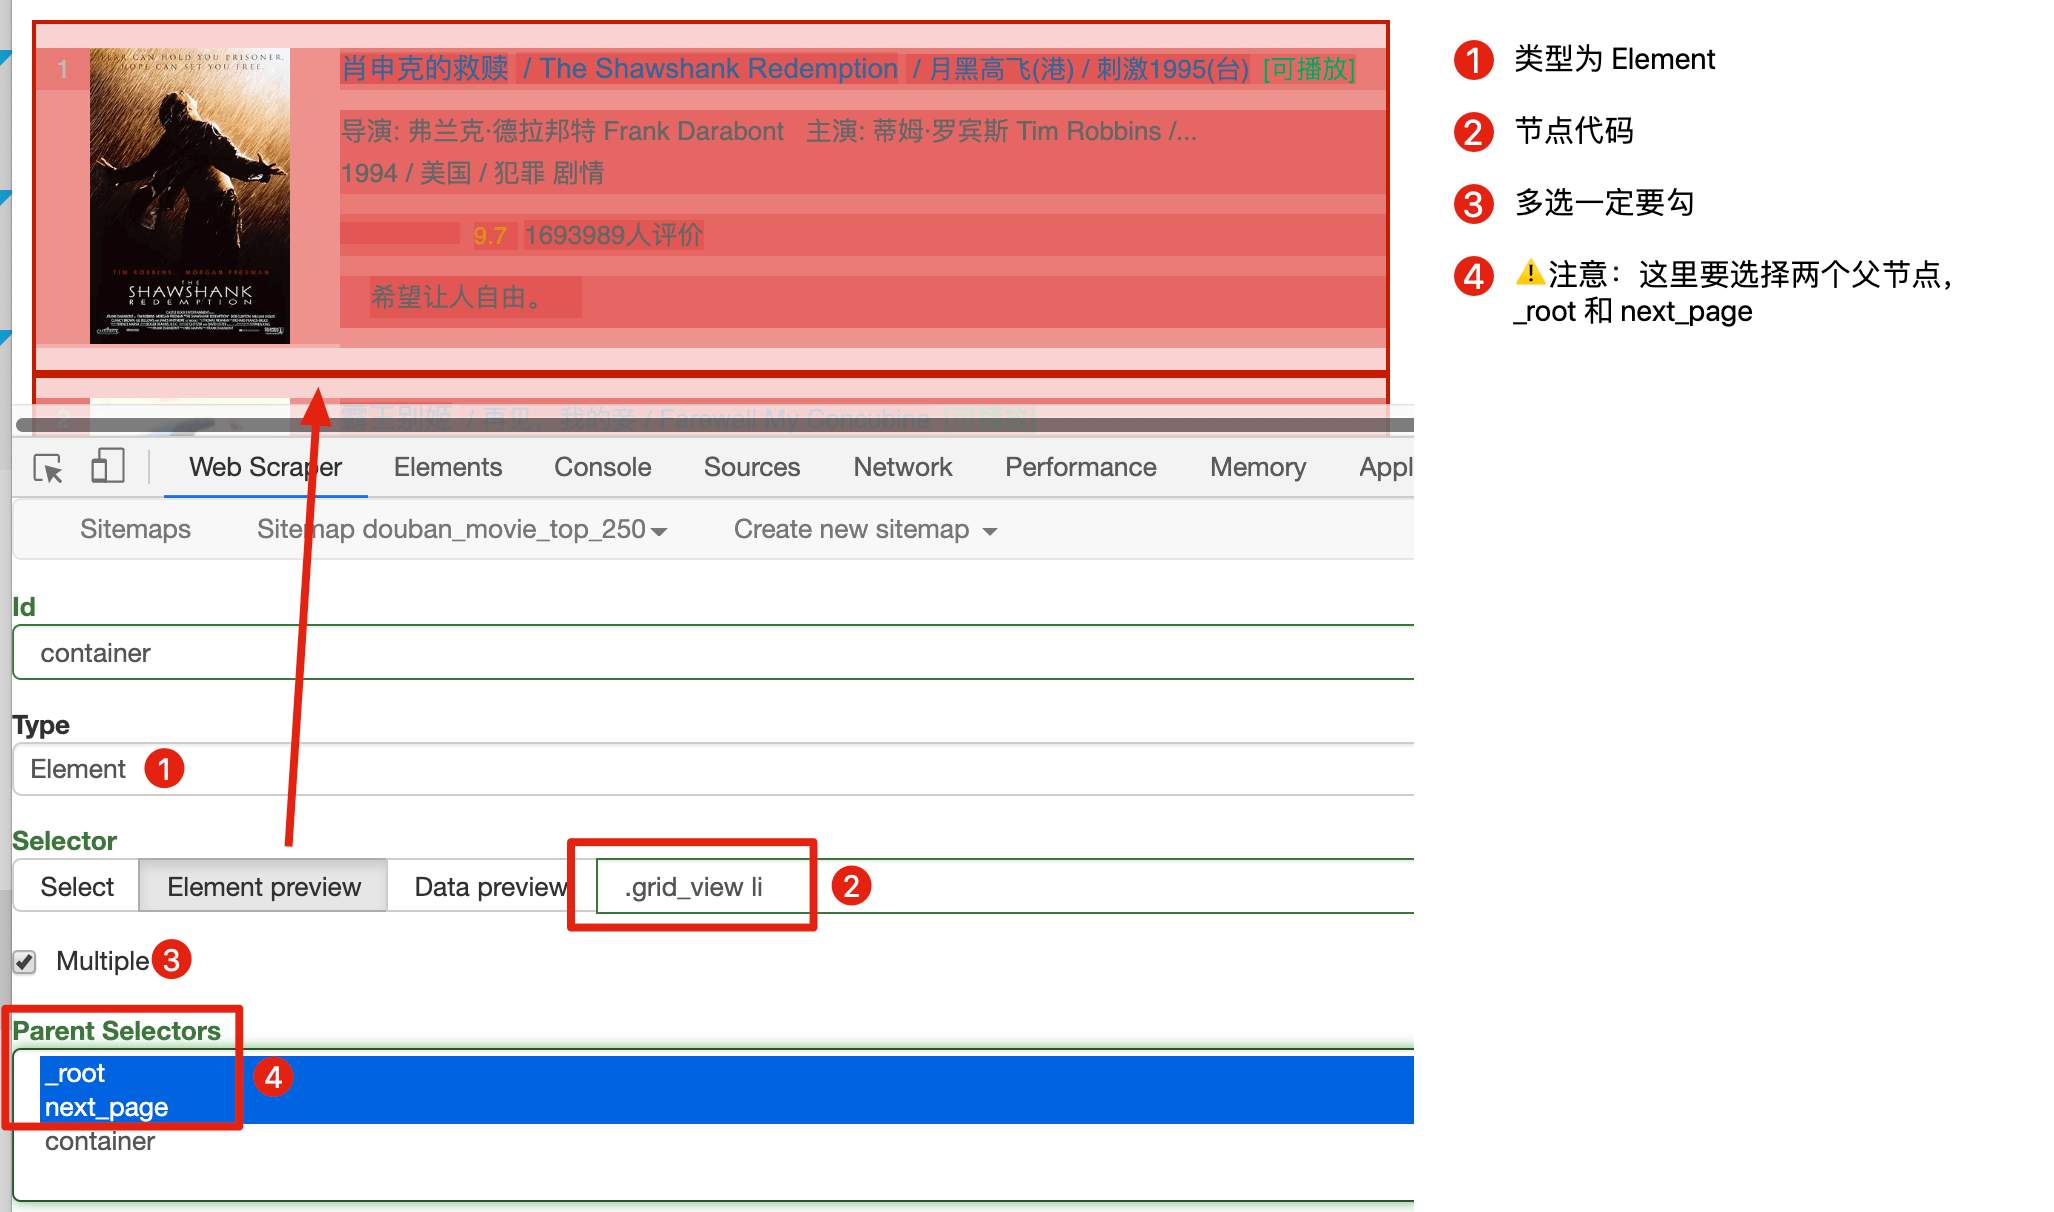 1
FEAR CAN HOLD YOU PRISONER.
HOPE CAN SET YOU FREE.
TIM ROBBINS MORGAN FREEMAN
THE
SHAWSHANK
REDEMPTION
肖申克的救赎 / The Shawshank Redemption / 月黑高飞(港) / 刺激1995(台) [可播放]
导演: 弗兰克·德拉邦特 Frank Darabont 主演: 蒂姆·罗宾斯 Tim Robbins /...
1994 / 美国 / 犯罪 剧情
9.7 1693989人评价
希望让人自由。
2 霸王别姬 / 再见，我的妾 / Farewell My Concubine [可播放]
Web Scraper Elements Console Sources Network Performance Memory Appl
Sitemaps Sitemap douban_movie_top_250 Create new sitemap
Id
container
Type
Element 1
Selector
Select Element preview Data preview .grid_view li 2
Multiple 3
Parent Selectors
_root
4
next_page
container
1 类型为 Element
2 节点代码
3 多选一定要勾
4 ⚠️注意：这里要选择两个父节点，
_root 和 next_page